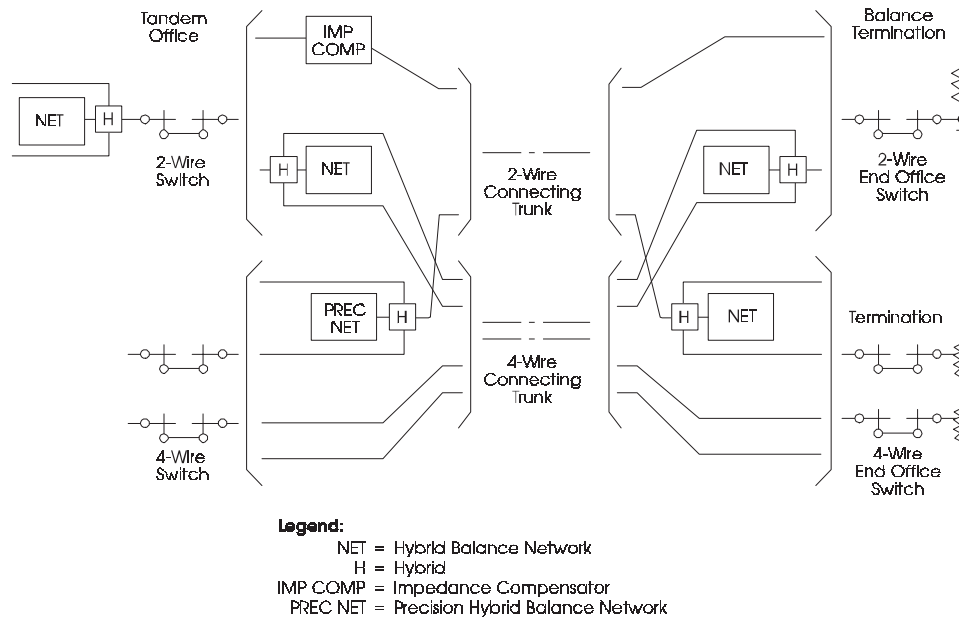 Tandem
Office
IMP
COMP
Balance
Termination
NET
H
2-Wire
Switch
H
NET
2-Wire
Connecting
Trunk
NET
H
2-Wire
End Office
Switch
PREC
NET
H
H
NET
Termination
4-Wire
Connecting
Trunk
4-Wire
Switch
4-Wire
End Office
Switch
Legend:
NET = Hybrid Balance Network
H = Hybrid
IMP COMP = Impedance Compensator
PREC NET = Precision Hybrid Balance Network